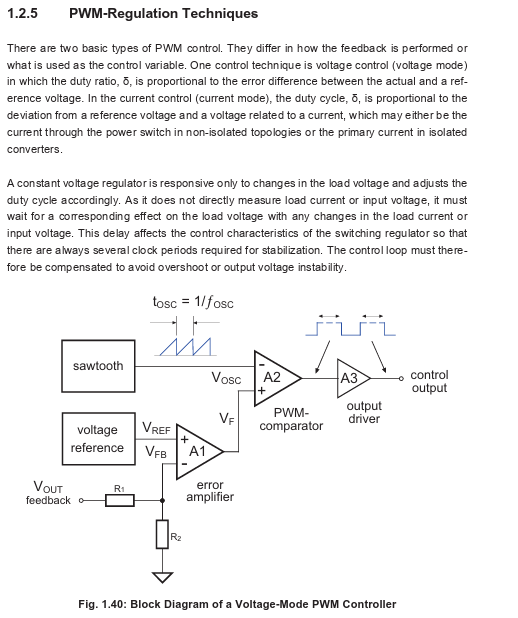 1.2.5 PWM-Regulation Techniques
There are two basic types of PWM control. They differ in how the feedback is performed or
what is used as the control variable. One control technique is voltage control (voltage mode)
in which the duty ratio, δ, is proportional to the error difference between the actual and a ref-
erence voltage. In the current control (current mode), the duty cycle, δ, is proportional to the
deviation from a reference voltage and a voltage related to a current, which may either be the
current through the power switch in non-isolated topologies or the primary current in isolated
converters.
A constant voltage regulator is responsive only to changes in the load voltage and adjusts the
duty cycle accordingly. As it does not directly measure load current or input voltage, it must
wait for a corresponding effect on the load voltage with any changes in the load current or
input voltage. This delay affects the control characteristics of the switching regulator so that
there are always several clock periods required for stabilization. The control loop must there-
fore be compensated to avoid overshoot or output voltage instability.
tOSC = 1/fOSC
sawtooth
VOSC
-
A2
+
A3
control
output
PWM-
comparator
output
driver
VF
voltage
reference
VREF
VFB
+
A1
-
error
amplifier
VOUT
feedback
R1
R2
Fig. 1.40: Block Diagram of a Voltage-Mode PWM Controller